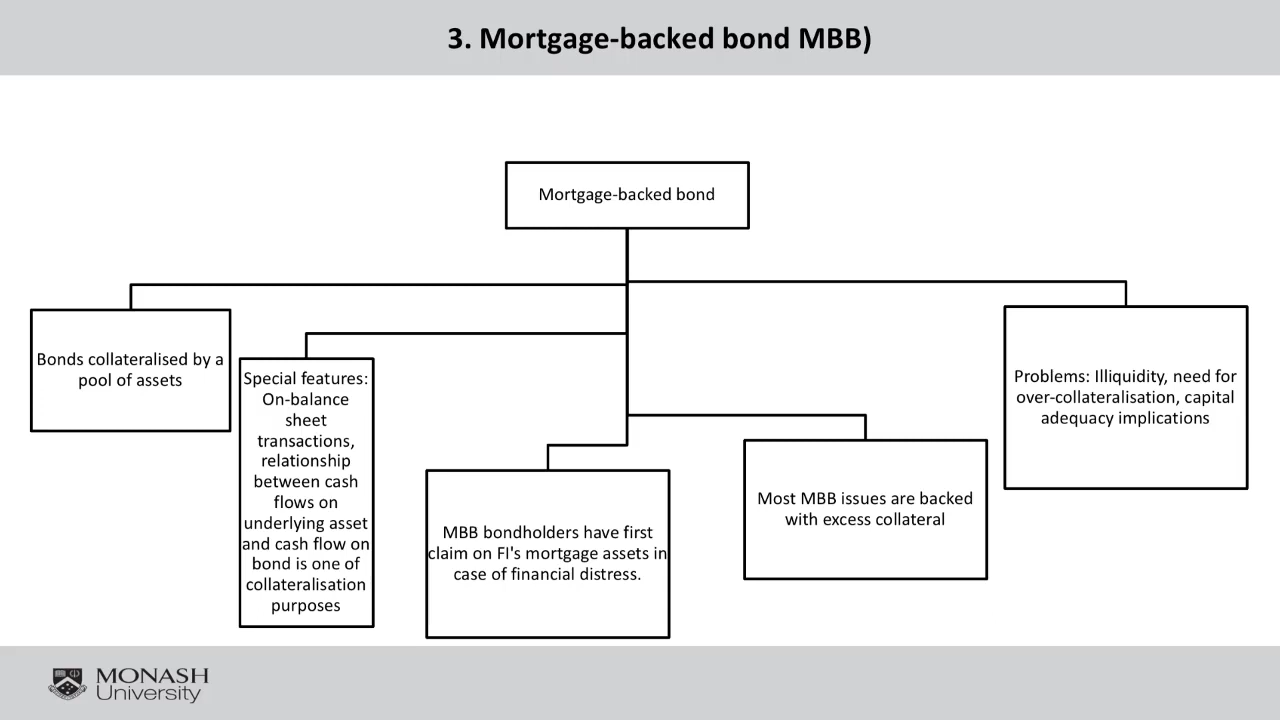 3. Mortgage-backed bond MBB)
Mortgage-backed bond
Bonds collateralised by a
pool of assets
Special features:
On-balance
sheet
transactions,
relationship
between cash
flows on
underlying asset
and cash flow on
bond is one of
collateralisation
purposes
MBB bondholders have first
claim on FI's mortgage assets in
case of financial distress.
Most MBB issues are backed
with excess collateral
Problems: Illiquidity, need for
over-collateralisation, capital
adequacy implications
MONASH
University